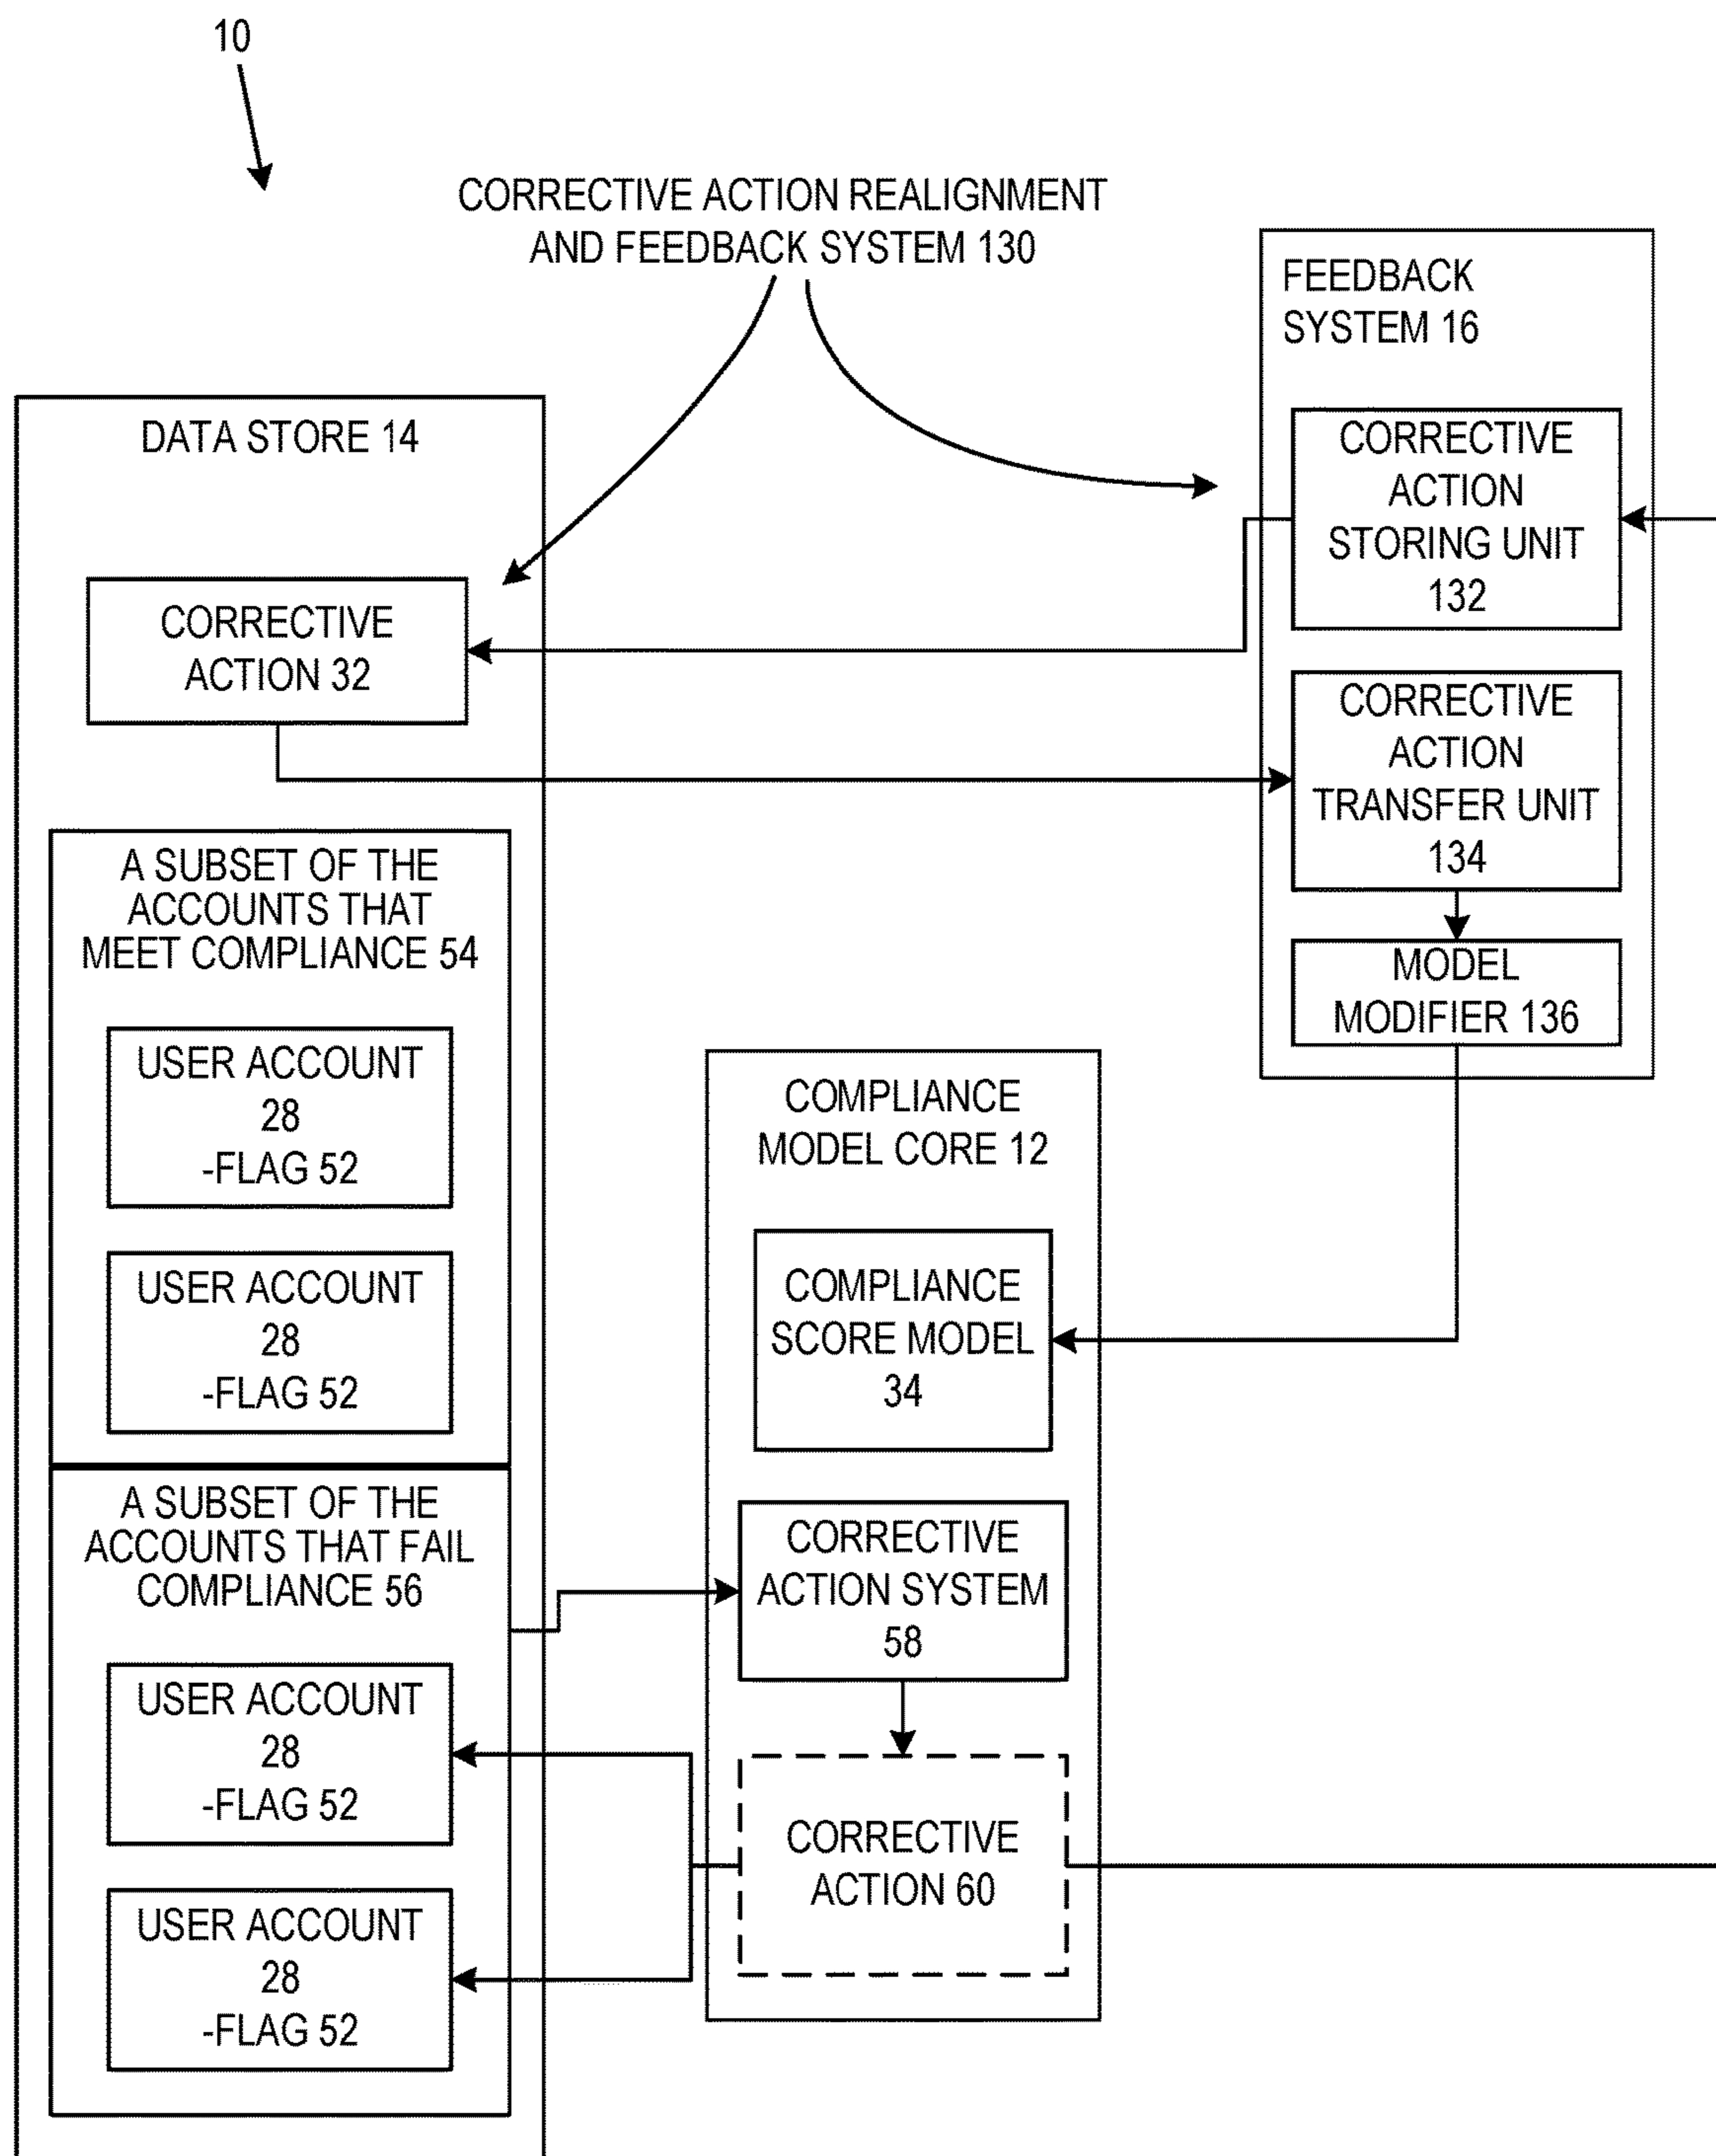 10
CORRECTIVE ACTION REALIGNMENT
AND FEEDBACK SYSTEM 130
FEEDBACK
SYSTEM 16
CORRECTIVE
ACTION
STORING UNIT
132
CORRECTIVE
ACTION
TRANSFER UNIT
134
MODEL
MODIFIER 136
DATA STORE 14
CORRECTIVE
ACTION 32
A SUBSET OF THE
ACCOUNTS THAT
MEET COMPLIANCE 54
USER ACCOUNT
28
-FLAG 52
USER ACCOUNT
28
-FLAG 52
A SUBSET OF THE
ACCOUNTS THAT FAIL
COMPLIANCE 56
USER ACCOUNT
28
-FLAG 52
USER ACCOUNT
28
-FLAG 52
COMPLIANCE
MODEL CORE 12
COMPLIANCE
SCORE MODEL
34
CORRECTIVE
ACTION SYSTEM
58
CORRECTIVE
ACTION 60